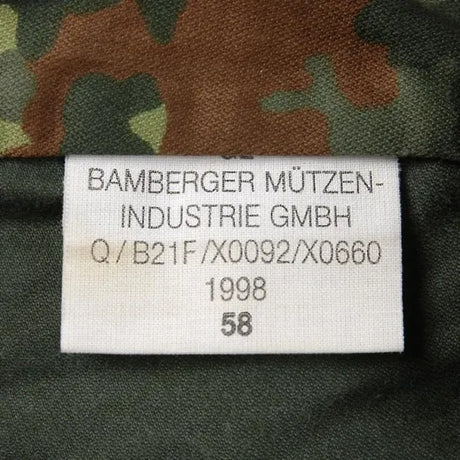 BAMBERGER MÜTZEN-
INDUSTRIE GMBH
Q/B21F/X0092/X0660
1998
58